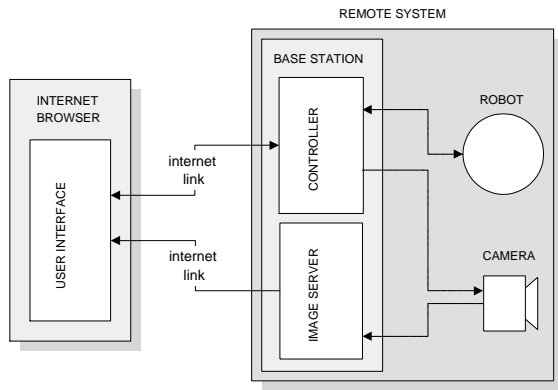 REMOTE SYSTEM
BASE STATION
INTERNET
BROWSER
ROBOT
CONTROLLER
internet
link
USER INTERFACE
internet
link
IMAGE SERVER
CAMERA